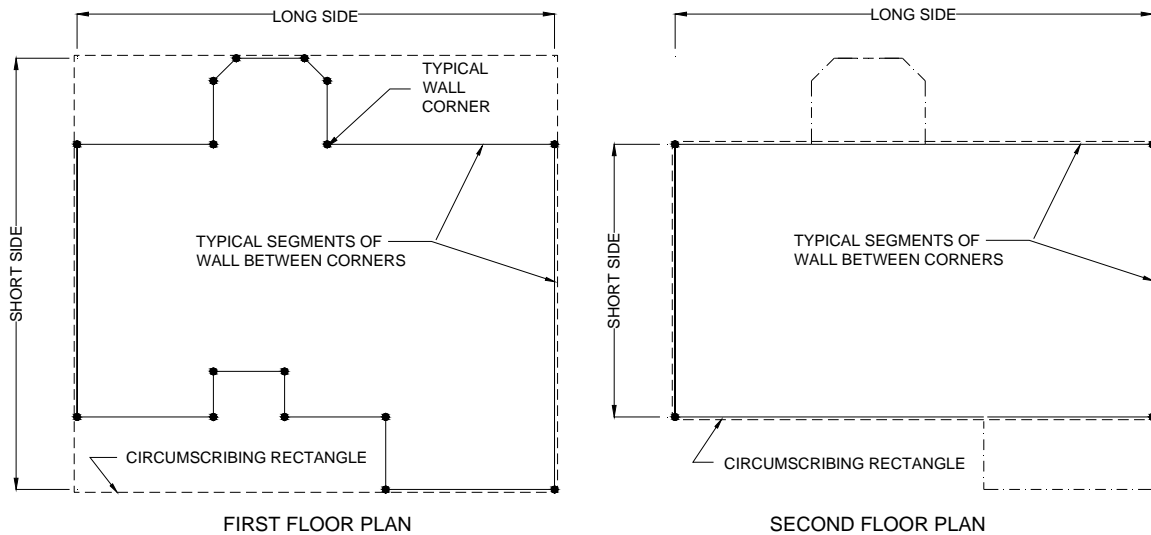 LONG SIDE
TYPICAL
WALL
CORNER
SHORT SIDE
TYPICAL SEGMENTS OF
WALL BETWEEN CORNERS
CIRCUMSCRIBING RECTANGLE
FIRST FLOOR PLAN
LONG SIDE
SHORT SIDE
TYPICAL SEGMENTS OF
WALL BETWEEN CORNERS
CIRCUMSCRIBING RECTANGLE
SECOND FLOOR PLAN